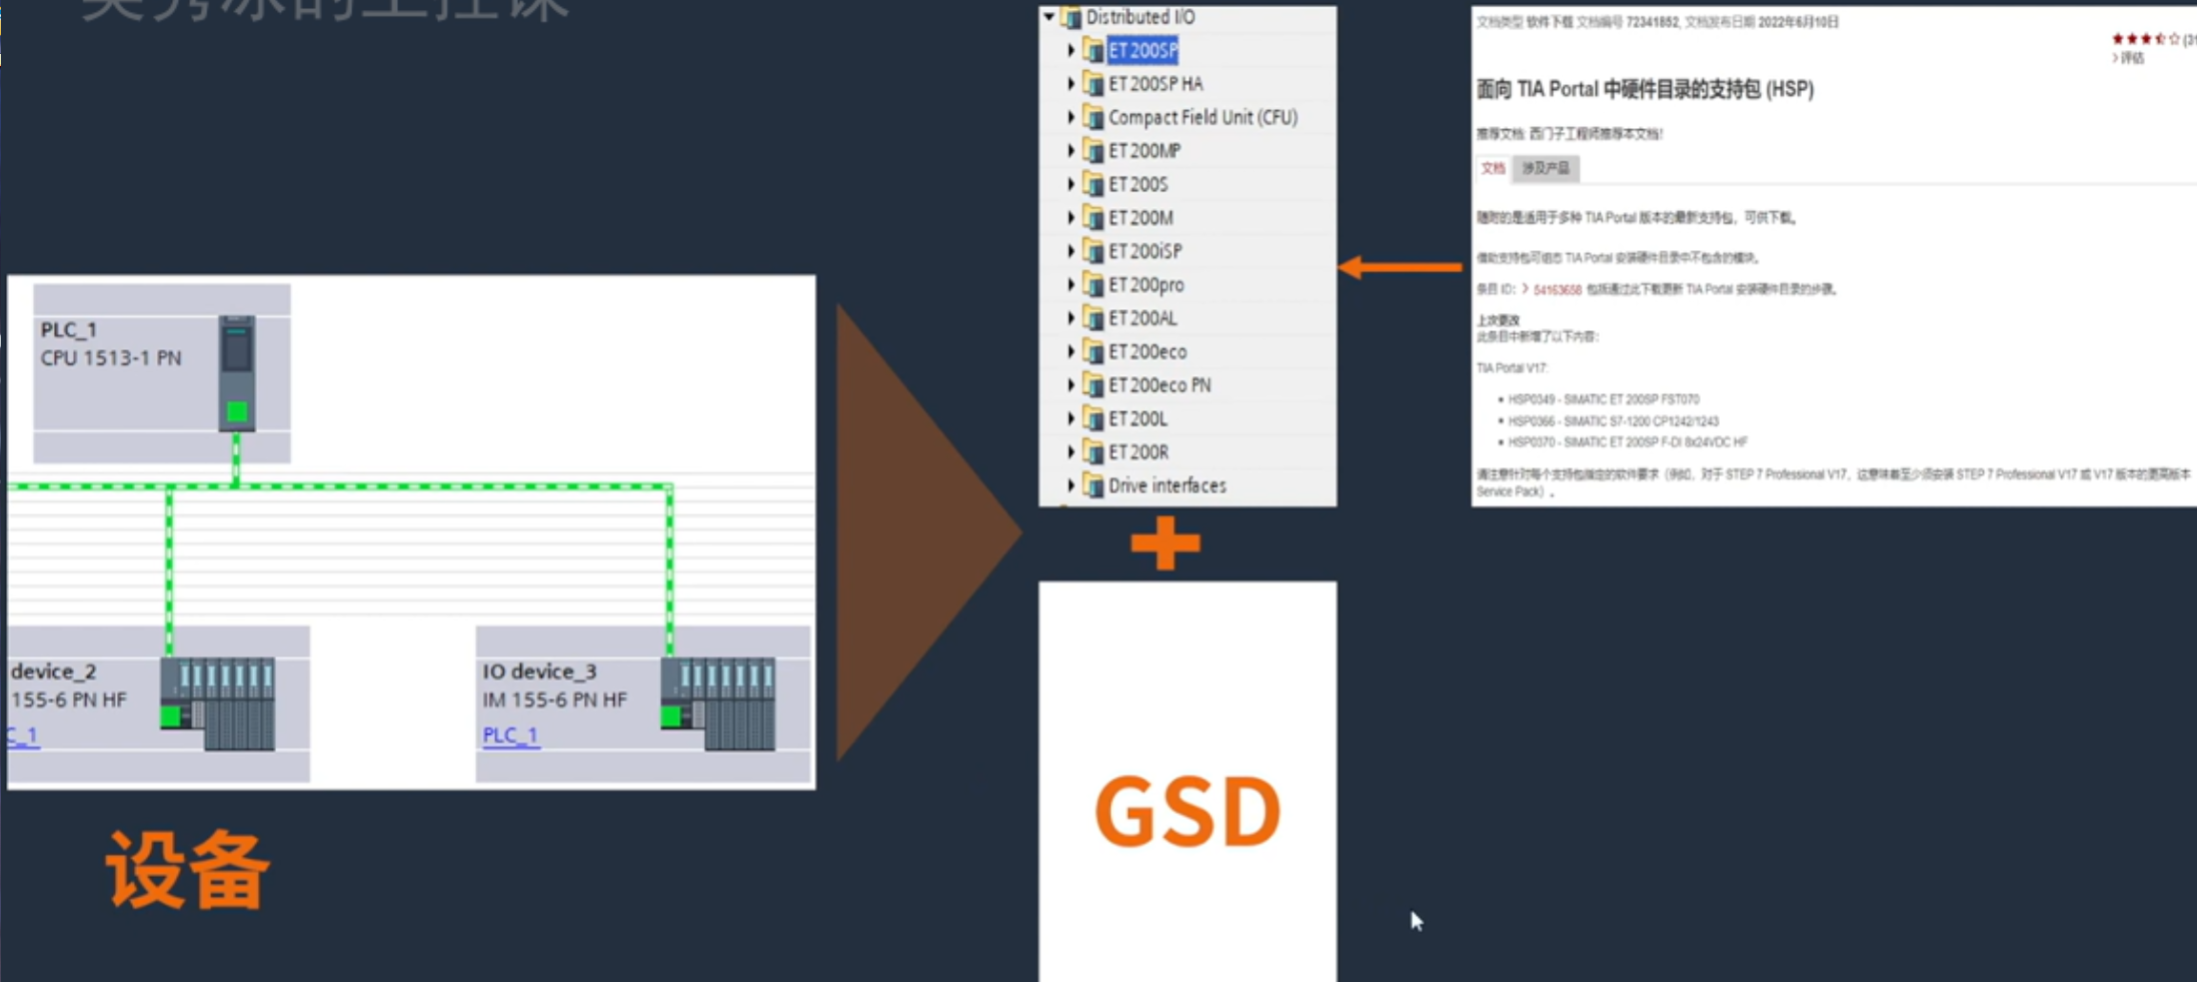 的工控课
PLC_1
CPU 1513-1 PN
device_2
155-6 PN HF
C_1
IO device_3
IM 155-6 PN HF
PLC_1
设备
Distributed I/O
ET 200SP
ET 200SP HA
Compact Field Unit (CFU)
ET 200MP
ET 200S
ET 200M
ET 200iSP
ET 200pro
ET 200AL
ET 200eco
ET 200eco PN
ET 200L
ET 200R
Drive interfaces
GSD
文档类型 软件下载 文档编号 72341852, 文档发布日期 2022年6月10日
评估
面向 TIA Portal 中硬件目录的支持包 (HSP)
推荐文档: 西门子工程师推荐本文档!
文档 涉及产品
随附的是适用于多种 TIA Portal 版本的最新支持包，可供下载。
借助支持包可组态 TIA Portal 安装硬件目录中不包含的模块。
条目 ID: 54163658 包括通过此下载更新 TIA Portal 安装硬件目录的步骤。
上次更改
此条目中新增了以下内容:
TIA Portal V17:
• HSP0349 - SIMATIC ET 200SP FST070
• HSP0366 - SIMATIC S7-1200 CP1242/1243
• HSP0370 - SIMATIC ET 200SP F-DI 8x24VDC HF
请注意针对每个支持包指定的软件要求（例如，对于 STEP 7 Professional V17，这意味着至少须安装 STEP 7 Professional V17 或 V17 版本的更高版本
Service Pack）。